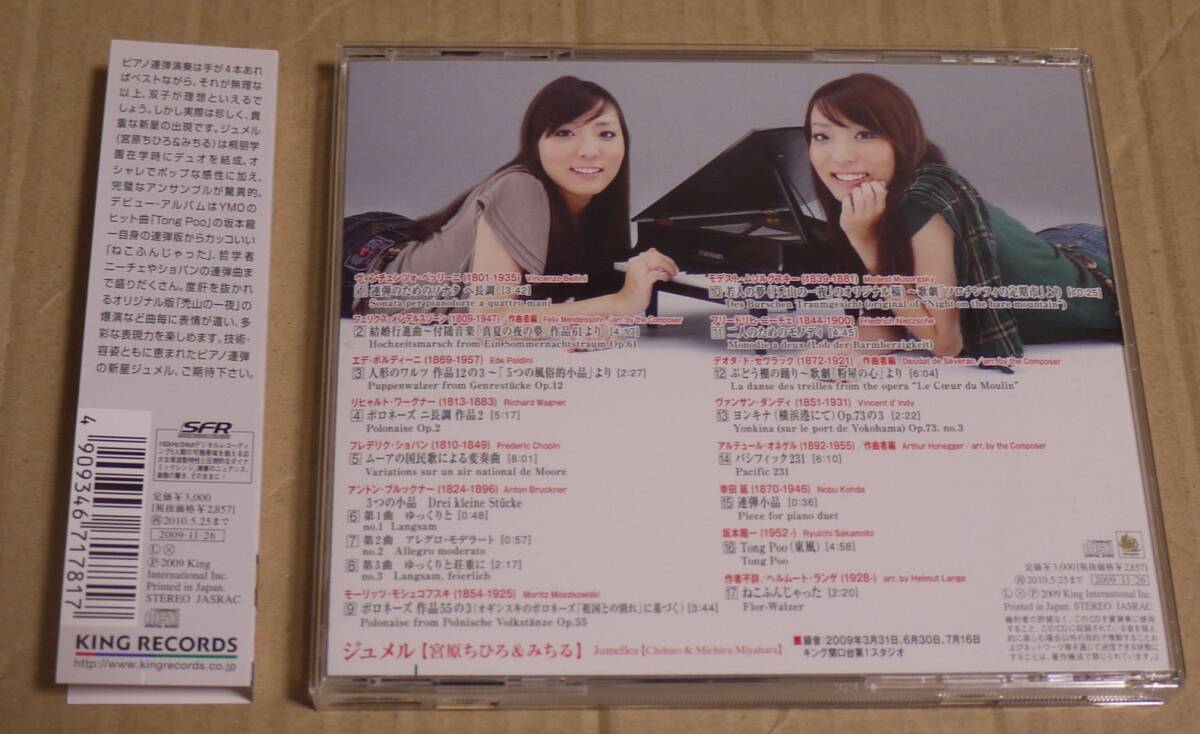 ピアノ連弾演奏は手が4本あれ
ばベストながら、それが無理な
以上、双子が理想といえるで
しょう。しかし実際は珍しく、貴
重な新星の出現です。ジュメル
(宮原ちひろ&みちる)は桐朋学
園在学時にデュオを結成。オ
シャレでポップな感性に加え、
完璧なアンサンブルが驚異的。
デビュー・アルバムはYMOの
ヒット曲「Tong Poo」の坂本龍
一自身の連弾版からカッコいい
「ねこふんじゃった」、哲学者
ニーチェやショパンの連弾曲ま
で盛りだくさん。度肝を抜かれ
るオリジナル版「禿山の一夜」の
爆演など曲毎に表情が違い、多
彩な表現力を楽しめます。技術・
容姿ともに恵まれたピアノ連弾
の新星ジュメル、ご期待下さい。
4909346717817
SFR
192kHz/24bitデジタルレコーディ
定価¥3,000
[税抜¥2,857]
2010.5.25まで
2009・11・26
Ⓛ Ⓧ
Ⓟ 2009 King
International Inc.
Printed in Japan.
STEREO JASRAC
KING RECORDS
http://www.kingrecords.co.jp
ヴィンチェンツォ・ベッリーニ (1801-1935) Vincenzo Bellini
1 連弾のためのソナタ ヘ長調 [3:42]
Sonata per pianoforte a quattro mani
フェリクス・メンデルスゾーン (1809-1947) / 作曲者編 Felix Mendelssohn / arr. by the Composer
2 結婚行進曲～付随音楽「真夏の夜の夢」作品61より
Hochzeitsmarsch from Ein Sommernachtstraum Op.61
エデ・ポルディーニ (1869-1957) Ede Poldini
3 人形のワルツ 作品12の3～「5つの風俗的小品」より [2:27]
Puppenwalzer from Genrestücke Op.12
リヒャルト・ワーグナー (1813-1883) Richard Wagner
4 ポロネーズ ニ長調 作品2 [5:17]
Polonaise Op.2
フレデリク・ショパン (1810-1849) Frederic Chopin
5 ムーアの国民歌による変奏曲 [8:01]
Variations sur un air national de Moore
アントン・ブルックナー (1824-1896) Anton Bruckner
3つの小品 Drei kleine Stücke
6 第1曲 ゆっくりと [0:48]
no.1 Langsam
7 第2曲 アレグロ・モデラート [0:57]
no.2 Allegro moderato
8 第3曲 ゆっくりと荘重に [2:17]
no.3 Langsam, feierlich
モーリッツ・モシュコフスキ (1854-1925) Moritz Moszkowski
9 ポロネーズ 作品55の3 (オギンスキのポロネーズ「祖国との別れ」に基づく) [3:44]
Polonaise from Polnische Volkstänze Op.55
モデスト・ムソルグスキー (1839-1881) Modest Musorgsky
10 若人の夢 (「禿山の一夜」のオリジナル稿) ～歌劇「ソロチンツィの定期市」より [10:25]
Des Burschen Traumgesicht (original of "Night on the bare mountain")
フリードリヒ・ニーチェ (1844-1900) Friedrich Nietzsche
11 二人のためのモノディ [4:45]
Monodie a deux (Lob der Barmherzigkeit)
デオダ・ド・セヴラック (1872-1921) / 作曲者編 Déodat de Séverac / arr. by the Composer
12 ぶどう棚の踊り～歌劇「粉屋の心」より [6:04]
La danse des treilles from the opera "Le Cœur du Moulin"
ヴァンサン・ダンディ (1851-1931) Vincent d'Indy
13 ヨンキナ (横浜港にて) Op.73の3 [2:22]
Yonkina (sur le port de Yokohama) Op.73. no.3
アルテュール・オネゲル (1892-1955) / 作曲者編 Arthur Honegger / arr. by the Composer
14 パシフィック231 [6:10]
Pacific 231
幸田 延 (1870-1946) Nobu Kohda
15 連弾小品 [0:36]
Piece for piano duet
坂本龍一 (1952-) Ryuichi Sakamoto
16 Tong Poo (東風) [4:58]
Tong Poo
作者不詳/ヘルムート・ランゲ (1928-) arr. by Helmut Lange
17 ねこふんじゃった [2:20]
Floh-Walzer
ジュメル【宮原ちひろ&みちる】 Jumelles【Chihiro & Michiru Miyahara】
■録音:2009年3月31日、6月30日、7月16日
キング関口台第1スタジオ
定価¥3,000[税抜¥2,857]
2010.5.25まで 2009・11・26
Ⓛ Ⓧ Ⓟ 2009 King International Inc.
Printed in Japan. STEREO JASRAC